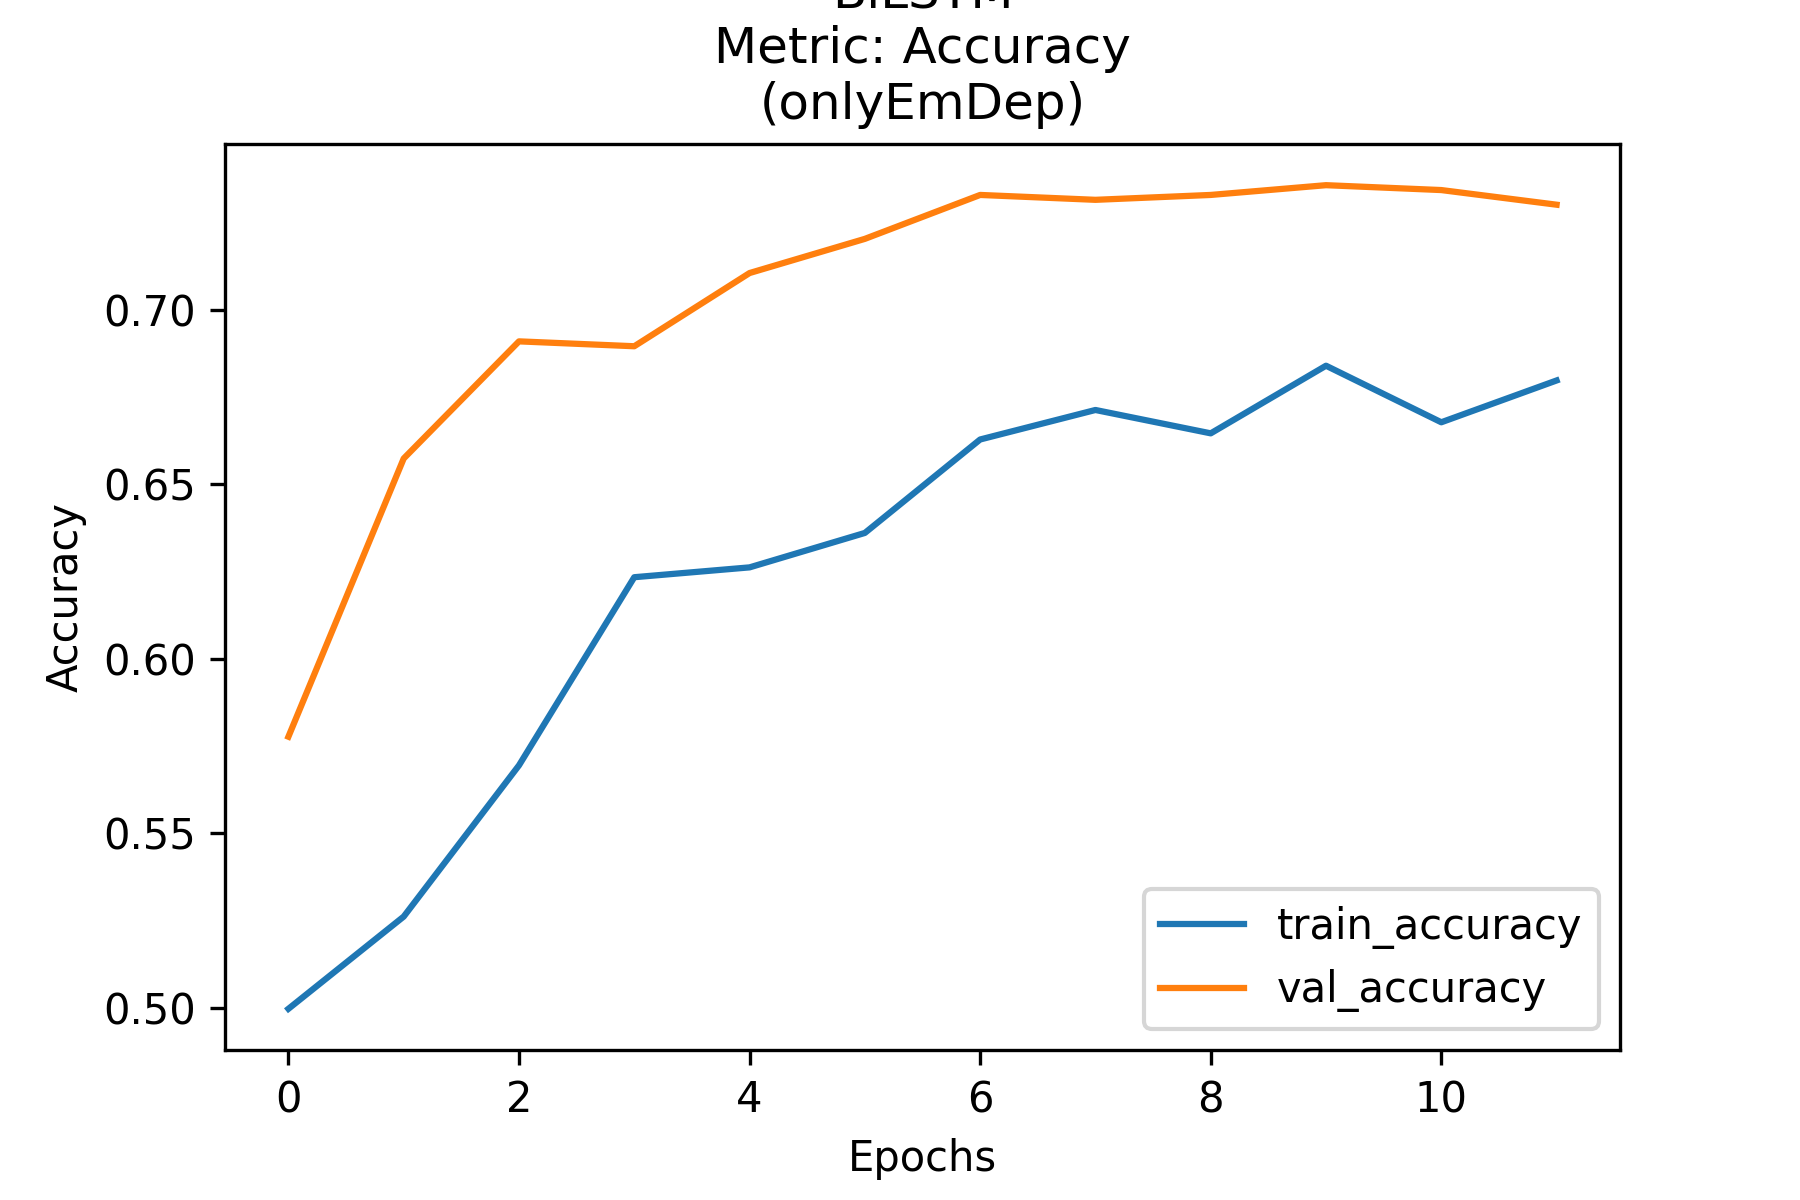 BiLSTM
Metric: Accuracy
(onlyEmDep)
0.70
0.65
0.60
0.55
0.50
Accuracy
train_accuracy
val_accuracy
0 2 4 6 8 10
Epochs